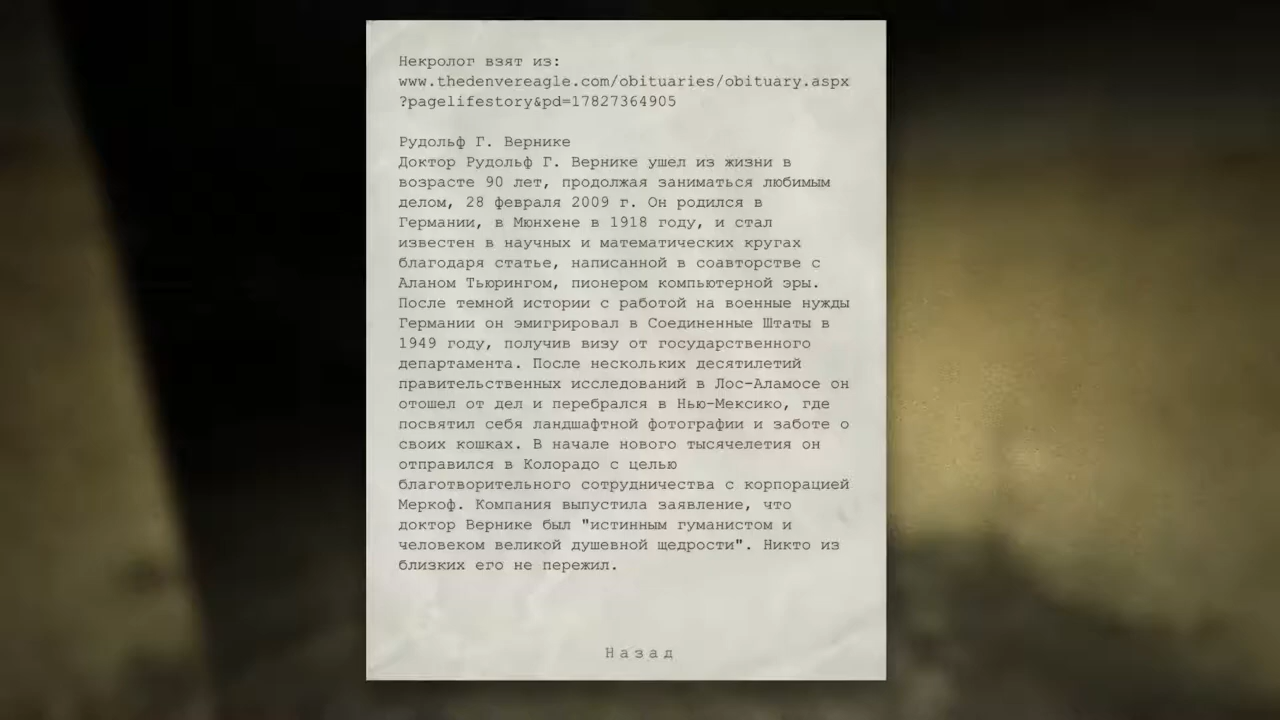 Некролог взят из:
www.thedenvereagle.com/obituaries/obituary.aspx
?pagelifestory&pd=17827364905
Рудольф Г. Вернике
Доктор Рудольф Г. Вернике ушел из жизни в
возрасте 90 лет, продолжая заниматься любимым
делом, 28 февраля 2009 г. Он родился в
Германии, в Мюнхене в 1918 году, и стал
известен в научных и математических кругах
благодаря статье, написанной в соавторстве с
Аланом Тьюрингом, пионером компьютерной эры.
После темной истории с работой на военные нужды
Германии он эмигрировал в Соединенные Штаты в
1949 году, получив визу от государственного
департамента. После нескольких десятилетий
правительственных исследований в Лос-Аламосе он
отошел от дел и перебрался в Нью-Мексико, где
посвятил себя ландшафтной фотографии и заботе о
своих кошках. В начале нового тысячелетия он
отправился в Колорадо с целью
благотворительного сотрудничества с корпорацией
Меркоф. Компания выпустила заявление, что
доктор Вернике был "истинным гуманистом и
человеком великой душевной щедрости". Никто из
близких его не пережил.
Назад